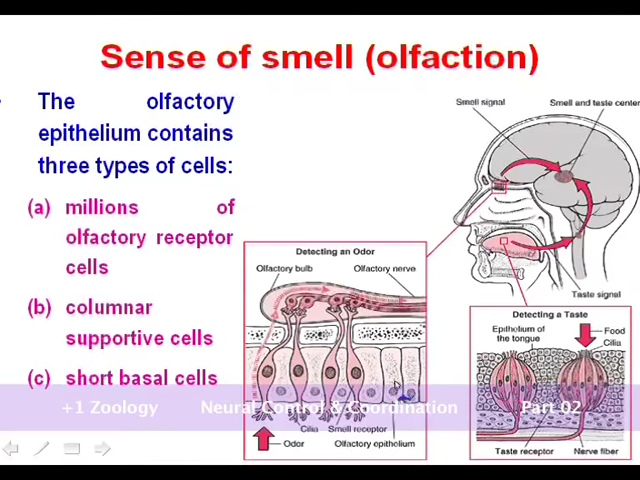 Sense of smell (olfaction)
The olfactory
epithelium contains
three types of cells:
(a) millions of
olfactory receptor
cells
(b) columnar
supportive cells
(c) short basal cells
Smell signal
Smell and taste center
Taste signal
Detecting an Odor
Olfactory bulb
Olfactory nerve
Cilia
Smell receptor
Odor
Olfactory epithelium
Detecting a Taste
Epithelium of
the tongue
Food
Cilia
Taste receptor
Nerve fiber
+1 Zoology Neural Control & Coordination Part 02